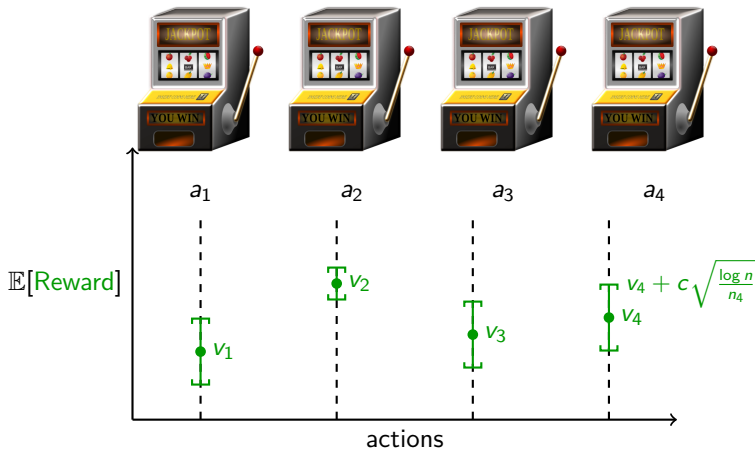 JACKPOT JACKPOT JACKPOT JACKPOT
YOU WIN YOU WIN YOU WIN YOU WIN
a₁ a₂ a₃ a₄
𝔼[Reward]
v₁
v₂
v₃
v₄ + c√(log n / n₄)
v₄
actions